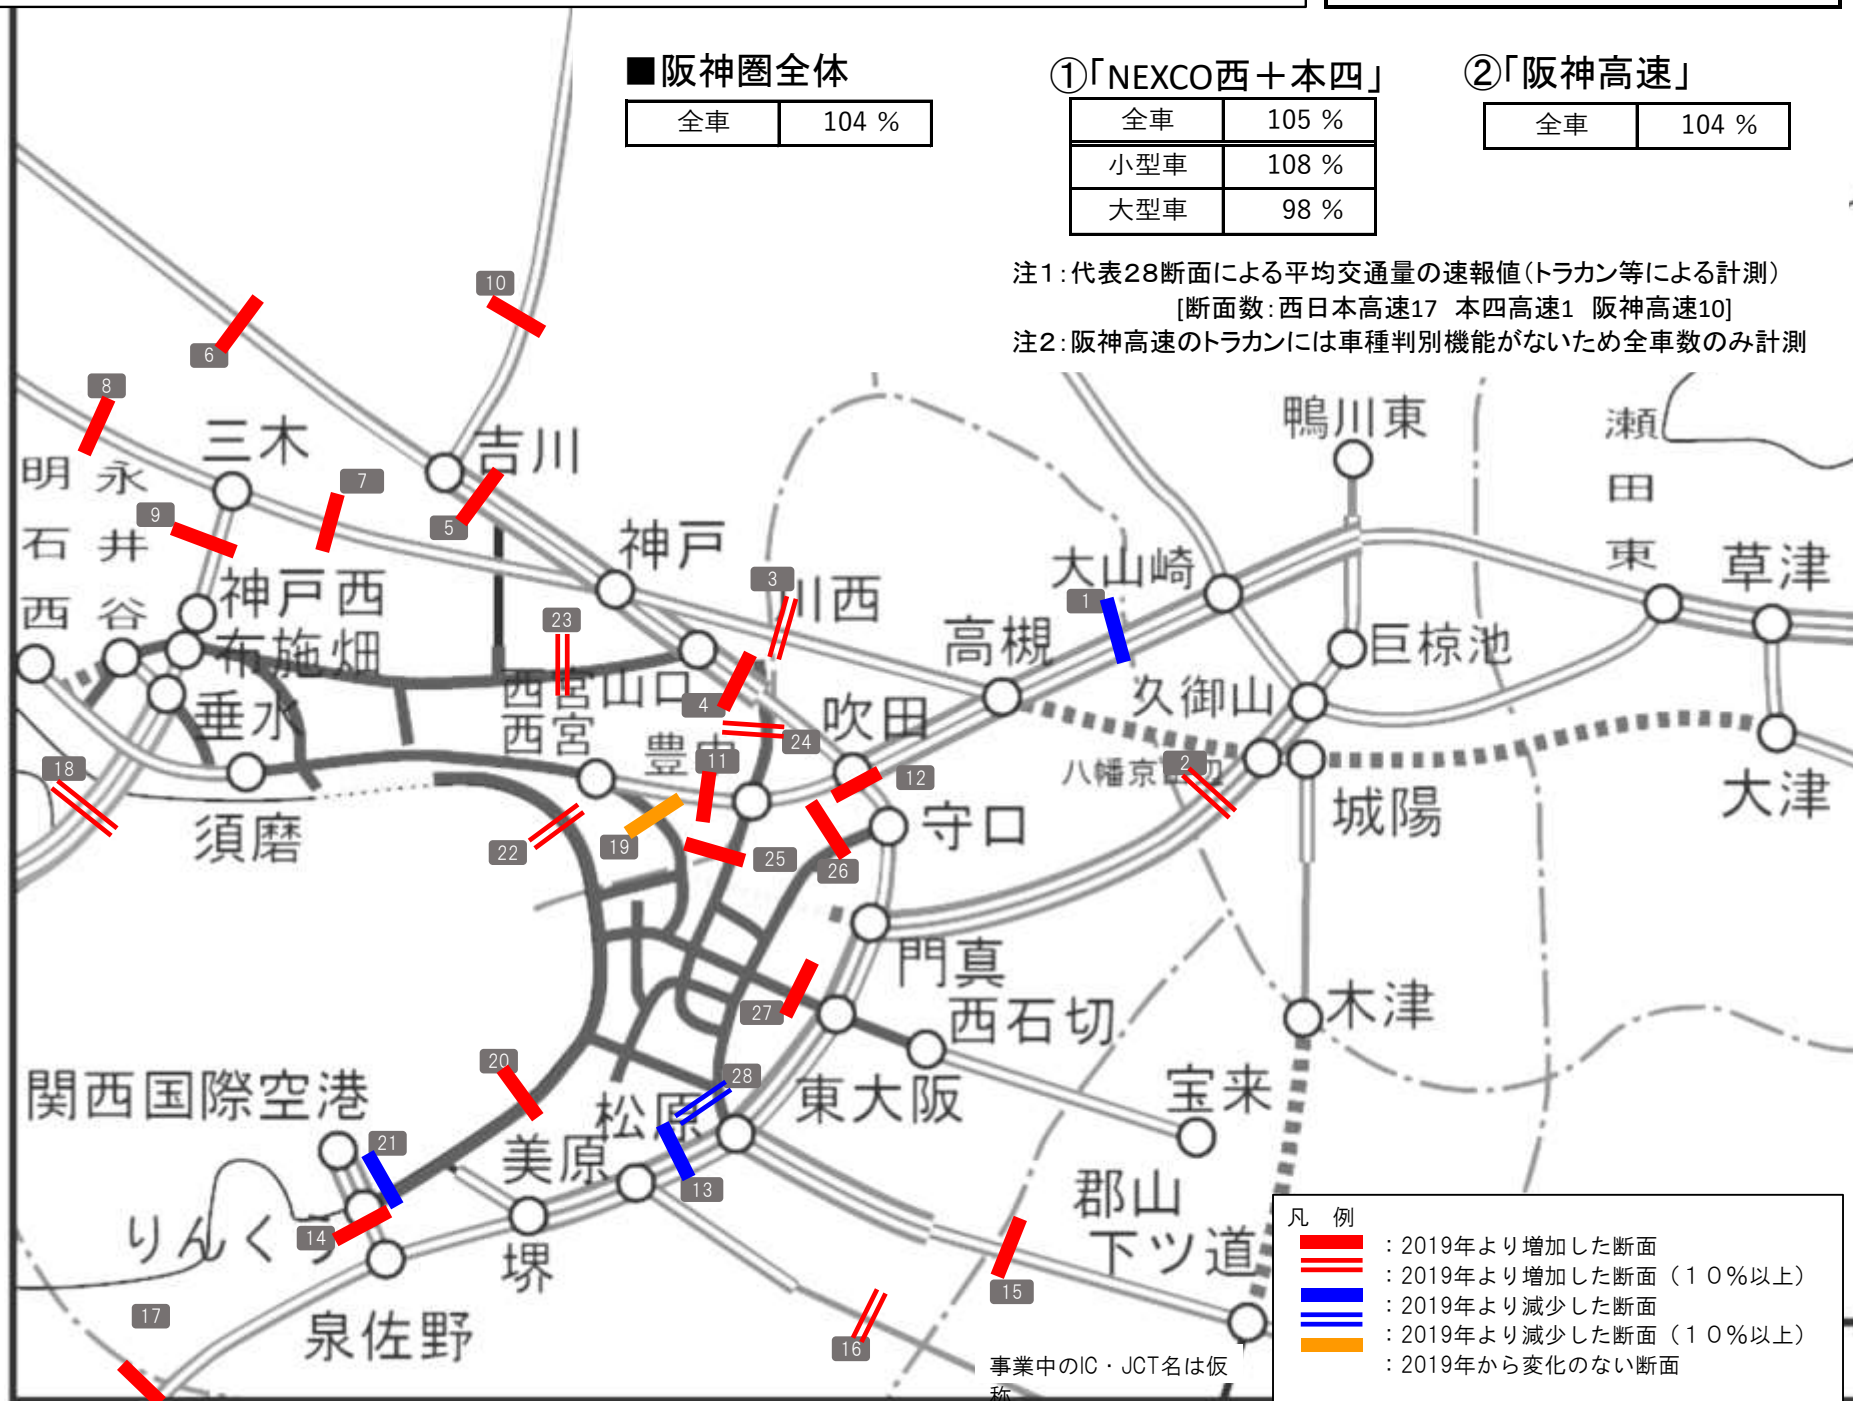 ■阪神圏全体
全車 104 %
①「NEXCO西＋本四」
全車 105 %
小型車 108 %
大型車 98 %
②「阪神高速」
全車 104 %
注１：代表２８断面による平均交通量の速報値（トラカン等による計測）
[断面数：西日本高速17　本四高速1　阪神高速10]
注２：阪神高速のトラカンには車種判別機能がないため全車数のみ計測
10
6
8
三木
吉川
鴨川東
瀬田東
明石西
永井谷
7
9
5
神戸
大山崎
草津
神戸西
3
川西
1
布施畑
23
高槻
巨椋池
西宮山口
4
久御山
垂水
西宮
豊中
吹田
24
18
11
12
八幡京田辺
2
大津
須磨
22
19
25
26
守口
城陽
門真
27
西石切
木津
関西国際空港
20
28
松原
東大阪
宝来
21
美原
13
郡山下ツ道
りんくう
14
堺
15
17
泉佐野
16
事業中のIC・JCT名は仮
称
凡　例
：2019年より増加した断面
：2019年より増加した断面（１０％以上）
：2019年より減少した断面
：2019年より減少した断面（１０％以上）
：2019年から変化のない断面